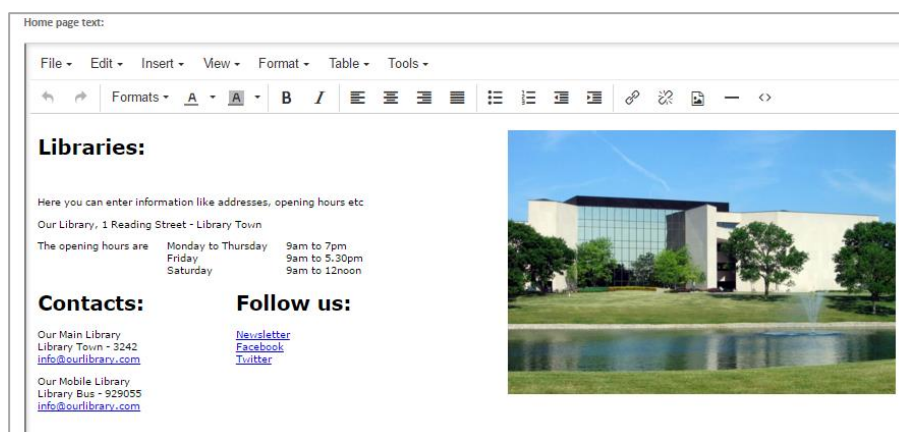 Home page text:
File Edit Insert View Format Table Tools
Formats A A B I
Libraries:
Here you can enter information like addresses, opening hours etc
Our Library, 1 Reading Street - Library Town
The opening hours are Monday to Thursday 9am to 7pm
Friday 9am to 5.30pm
Saturday 9am to 12noon
Contacts: Follow us:
Our Main Library Newsletter
Library Town - 3242 Facebook
info@ourlibrary.com Twitter
Our Mobile Library
Library Bus - 929055
info@ourlibrary.com